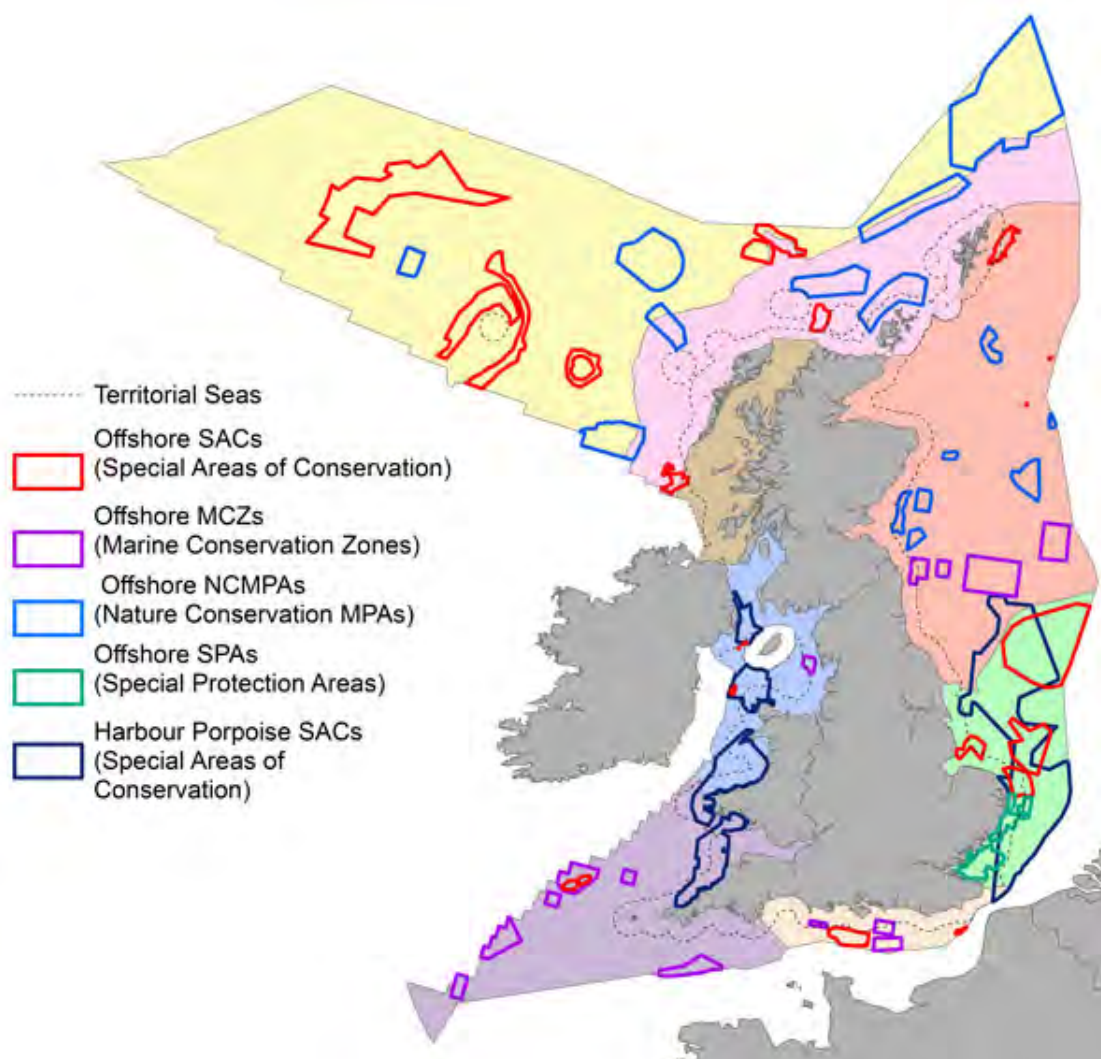 Territorial Seas
Offshore SACs
(Special Areas of Conservation)
Offshore MCZs
(Marine Conservation Zones)
Offshore NCMPAs
(Nature Conservation MPAs)
Offshore SPAs
(Special Protection Areas)
Harbour Porpoise SACs
(Special Areas of
Conservation)